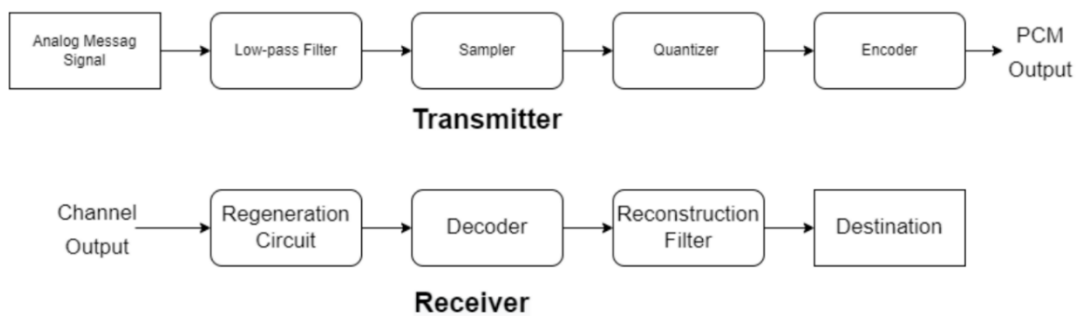 Analog Messag
Signal
Low-pass Filter
Sampler
Quantizer
Encoder
PCM
Output
Transmitter
Channel
Output
Regeneration
Circuit
Decoder
Reconstruction
Filter
Destination
Receiver